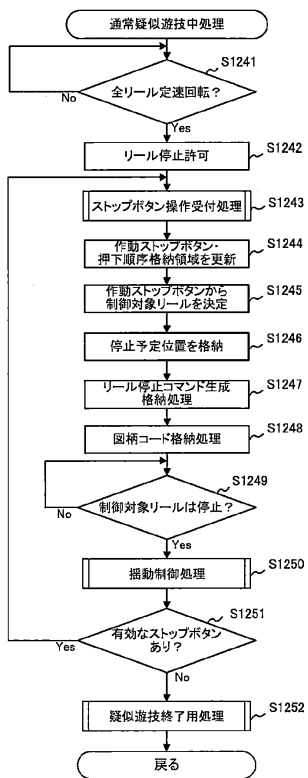 通常疑似遊技中処理
S1241
全リール定速回転？
No
Yes
リール停止許可
S1242
ストップボタン操作受付処理
S1243
作動ストップボタン・
押下順序格納領域を更新
S1244
作動ストップボタンから
制御対象リールを決定
S1245
停止予定位置を格納
S1246
リール停止コマンド生成
格納処理
S1247
図柄コード格納処理
S1248
S1249
制御対象リールは停止？
No
Yes
揺動制御処理
S1250
S1251
有効なストップボタン
あり？
Yes
No
疑似遊技終了用処理
S1252
戻る